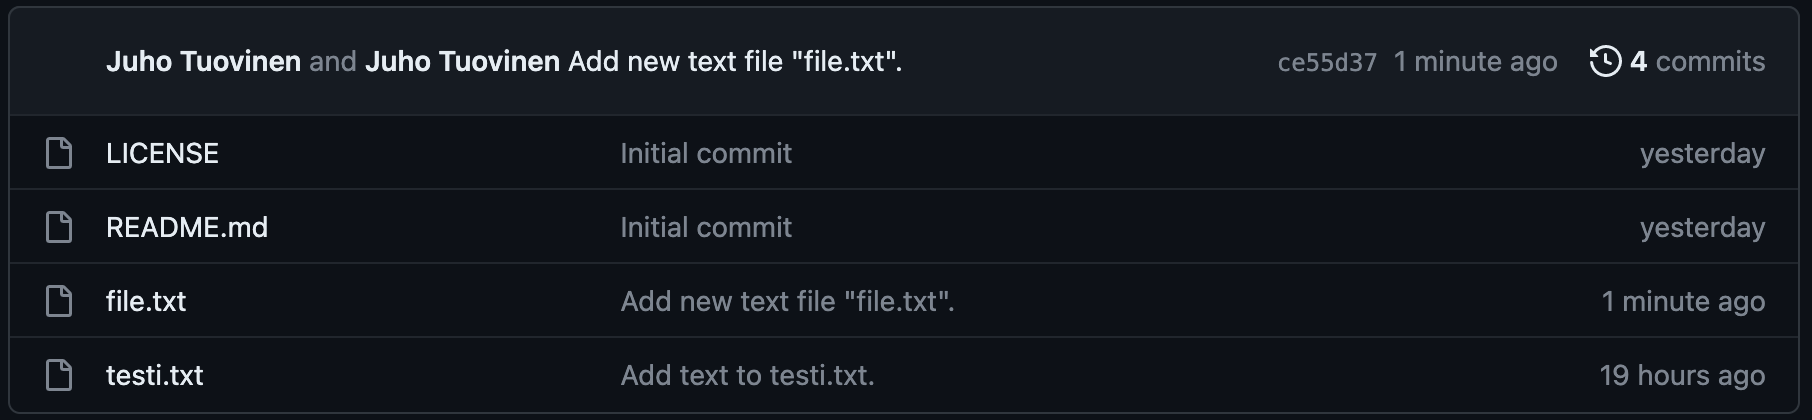 Juho Tuovinen and Juho Tuovinen Add new text file "file.txt". ce55d37 1 minute ago 4 commits
LICENSE Initial commit yesterday
README.md Initial commit yesterday
file.txt Add new text file "file.txt". 1 minute ago
testi.txt Add text to testi.txt. 19 hours ago